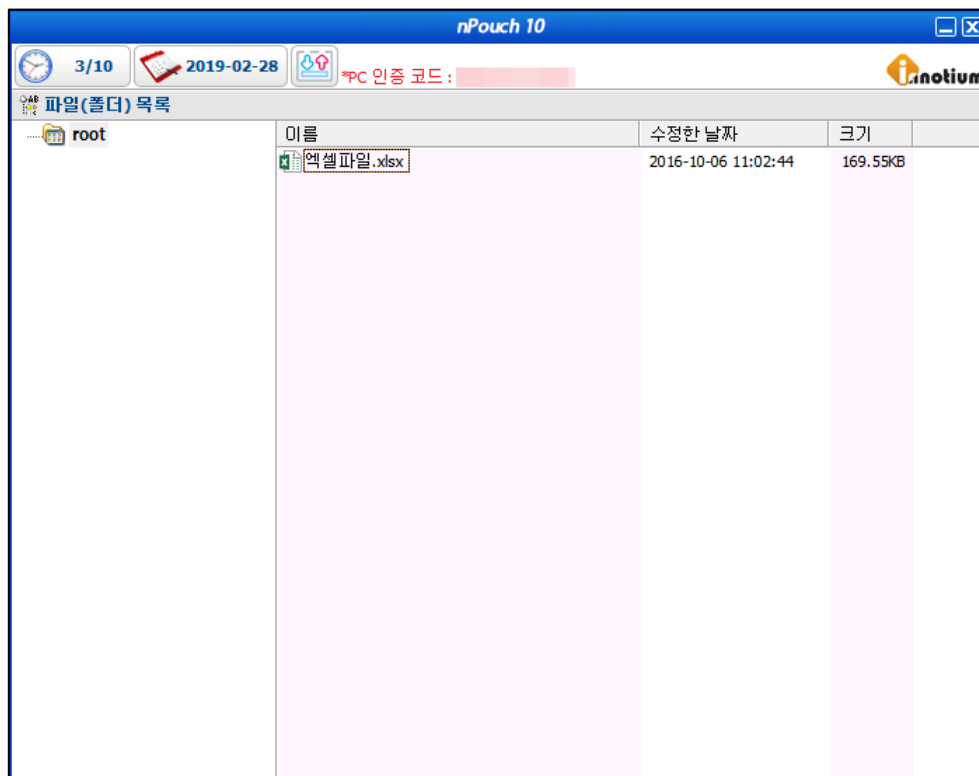 nPouch 10
3/10 2019-02-28 *PC 인증 코드 : inotium
파일(폴더) 목록
root 이름 수정한 날짜 크기
엑셀파일.xlsx 2016-10-06 11:02:44 169.55KB